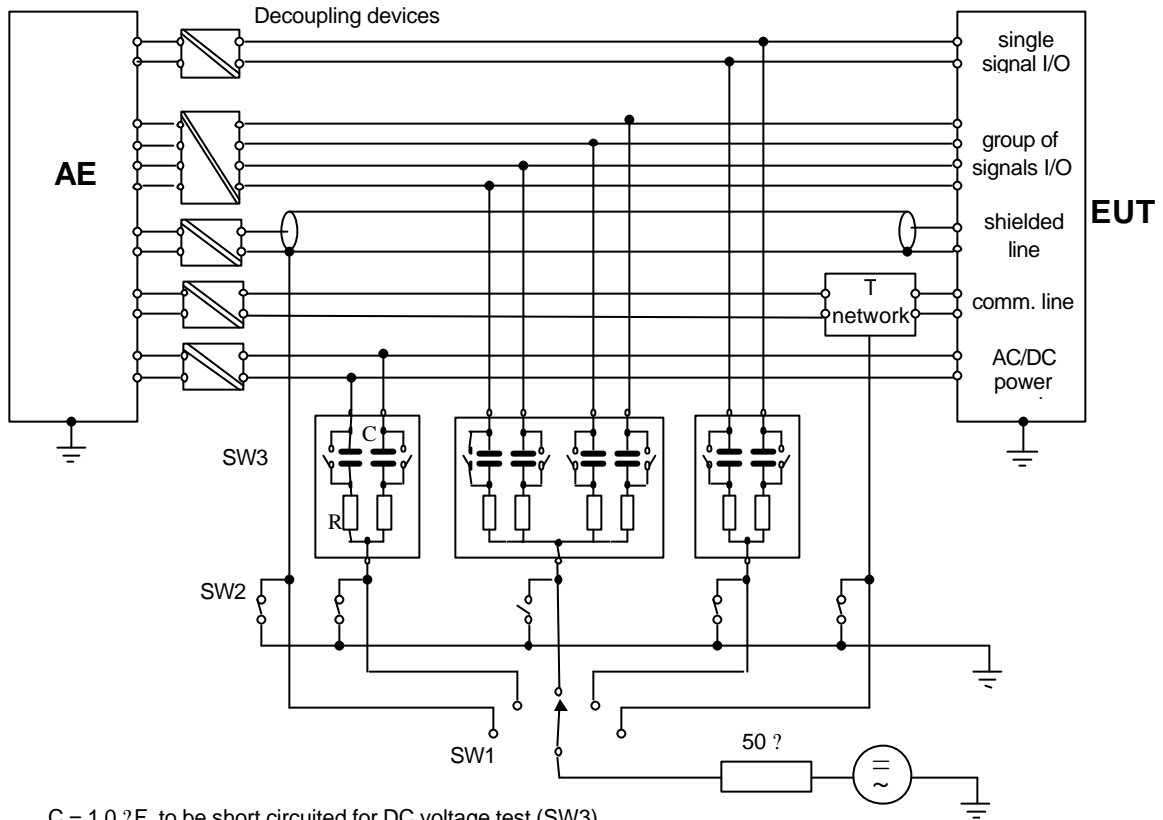 Decoupling devices
AE
EUT
single
signal I/O
group of
signals I/O
shielded
line
T
network
comm. line
AC/DC
power
SW3
C
R
SW2
SW1
50 ?
=
~
C = 1.0 ?F, to be short circuited for DC voltage test (SW3)